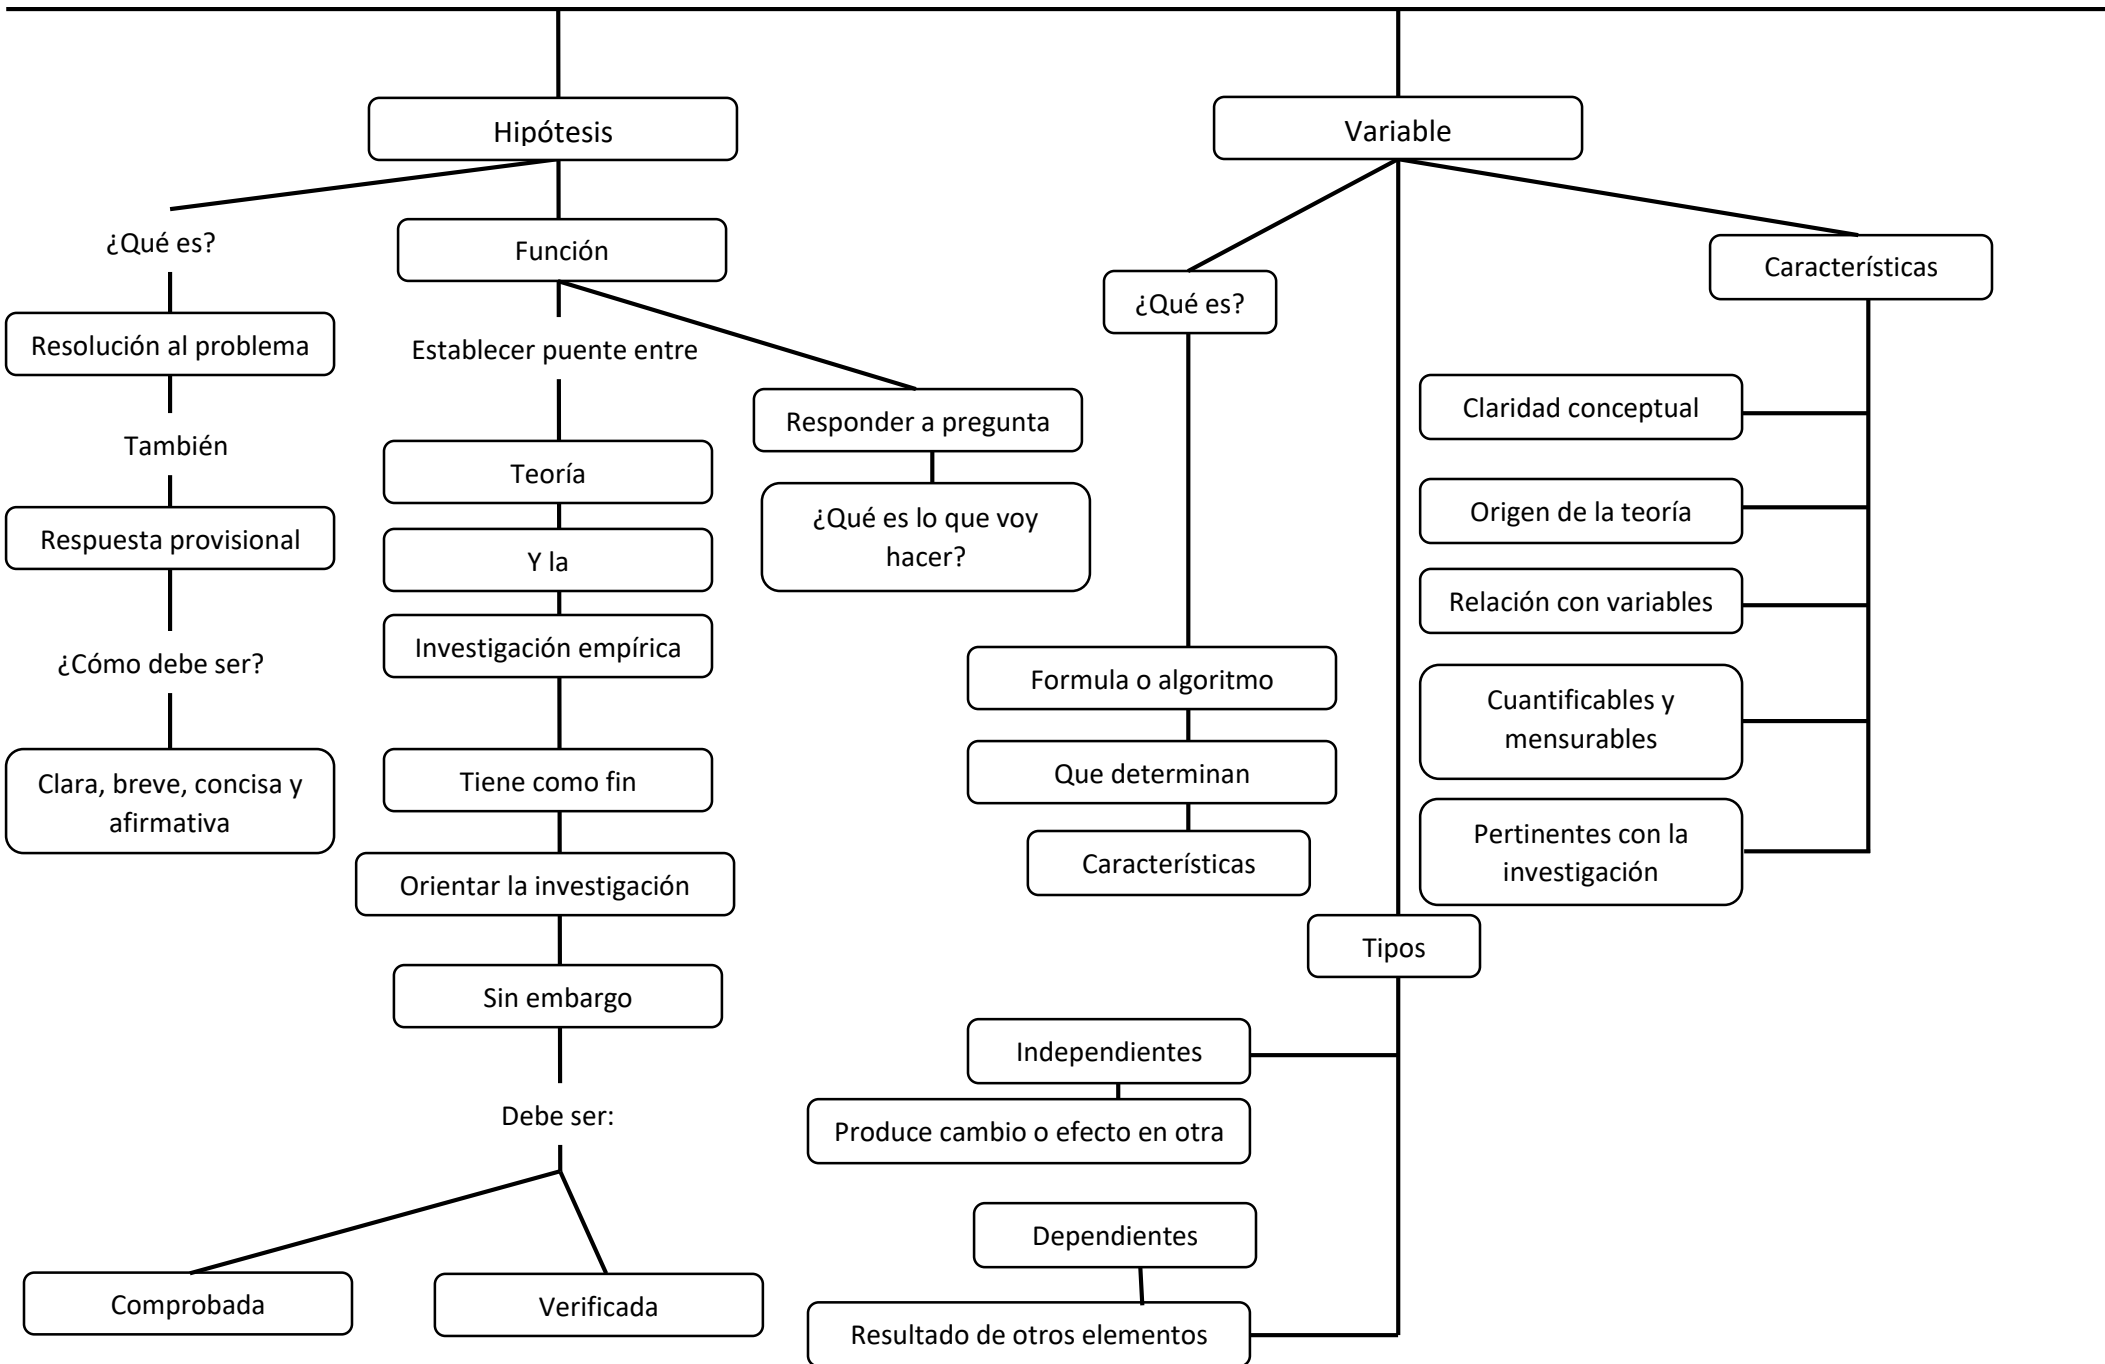 Hipótesis
¿Qué es?
Resolución al problema
También
Respuesta provisional
¿Cómo debe ser?
Clara, breve, concisa y
afirmativa
Función
Establecer puente entre
Teoría
Y la
Investigación empírica
Tiene como fin
Orientar la investigación
Sin embargo
Debe ser:
Comprobada
Verificada
Responder a pregunta
¿Qué es lo que voy
hacer?
Variable
¿Qué es?
Formula o algoritmo
Que determinan
Características
Tipos
Independientes
Produce cambio o efecto en otra
Dependientes
Resultado de otros elementos
Características
Claridad conceptual
Origen de la teoría
Relación con variables
Cuantificables y
mensurables
Pertinentes con la
investigación